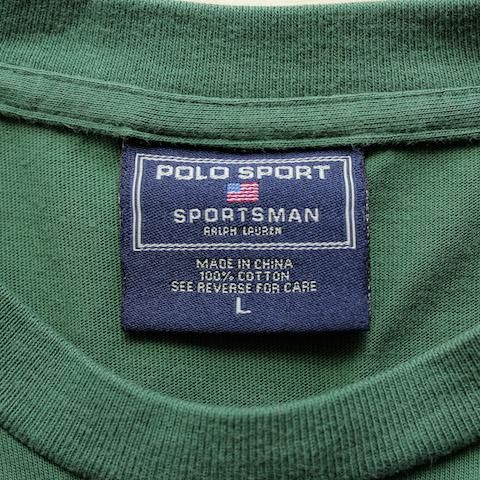 POLO SPORT
SPORTSMAN
RALPH LAUREN
MADE IN CHINA
100% COTTON
SEE REVERSE FOR CARE
L